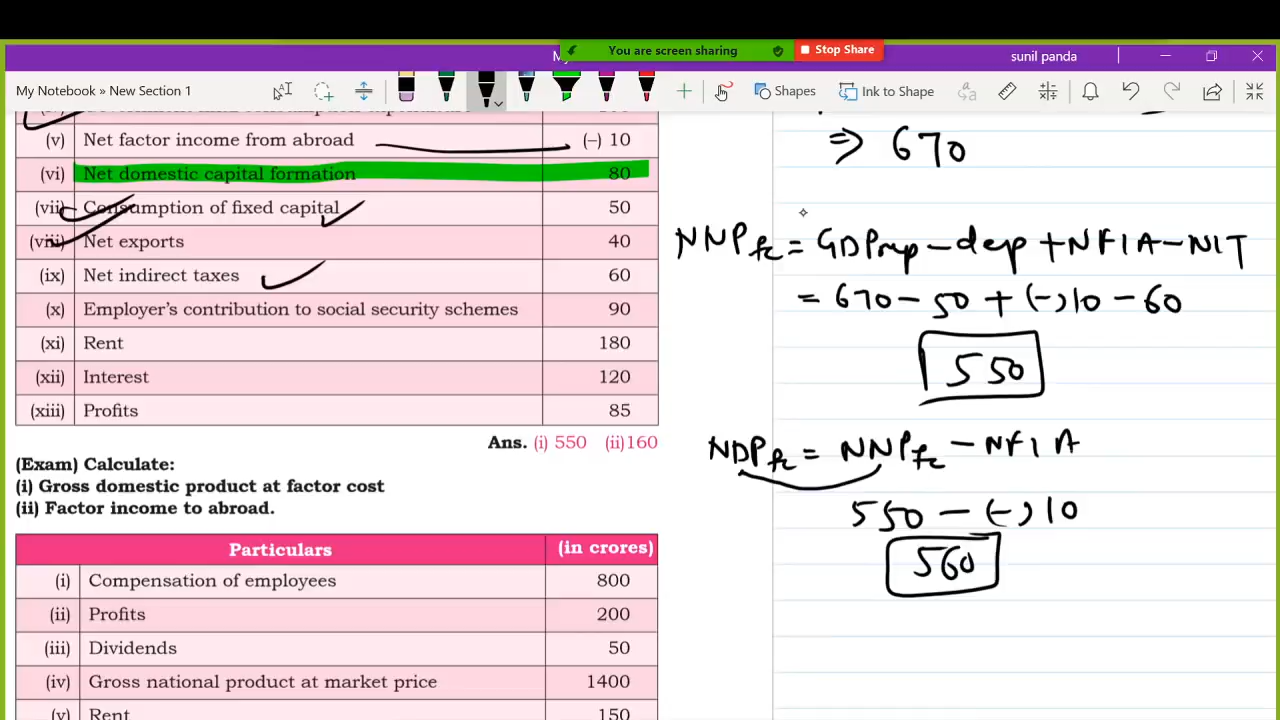 You are screen sharing
Stop Share
My
sunil panda
My Notebook » New Section 1
Shapes
Ink to Share
(v) Net factor income from abroad (–) 10
(vi) Net domestic capital formation 80
(vii) Consumption of fixed capital 50
(viii) Net exports 40
(ix) Net indirect taxes 60
(x) Employer's contribution to social security schemes 90
(xi) Rent 180
(xii) Interest 120
(xiii) Profits 85
Ans. (i) 550 (ii)160
(Exam) Calculate:
(i) Gross domestic product at factor cost
(ii) Factor income to abroad.
Particulars (in crores)
(i) Compensation of employees 800
(ii) Profits 200
(iii) Dividends 50
(iv) Gross national product at market price 1400
(v) Rent 150
⇒ 670
NNPfc = GDPmp – dep + NFIA – NIT
= 670 – 50 + (–)10 – 60
550
NDPfc = NNPfc – NFIA
550 – (–)10
560